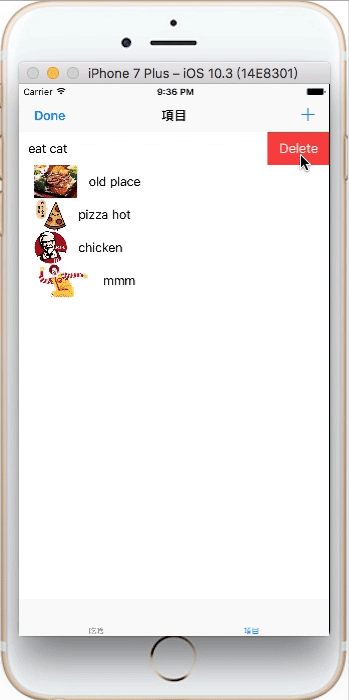 iPhone 7 Plus – iOS 10.3 (14E8301)
Carrier 9:36 PM
Done 項目 +
eat cat Delete
old place
pizza hot
chicken
mmm
項目